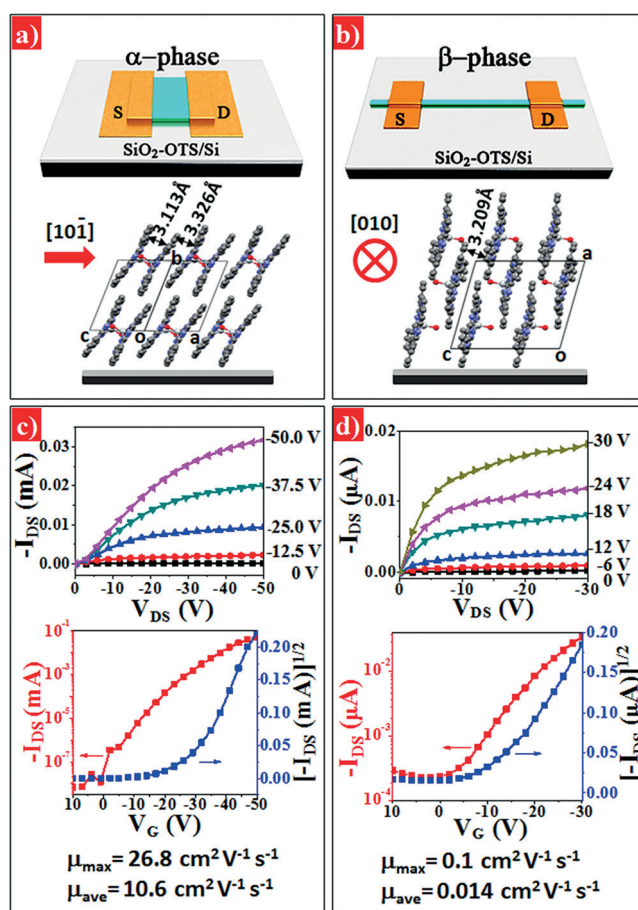 a)
α-phase
S
D
SiO2-OTS/Si
3.113Å
3.326Å
[101̄]
b
c
o
a
b)
β-phase
S
D
SiO2-OTS/Si
3.209Å
[010]
a
c
o
c)
-IDS (mA)
0.03
0.02
0.01
0.00
-50.0 V
-37.5 V
-25.0 V
-12.5 V
0 V
0 -10 -20 -30 -40 -50
VDS (V)
-IDS (mA)
10-1
10-3
10-5
10-7
[-IDS (mA)]1/2
0.20
0.15
0.10
0.05
0.00
10 0 -10 -20 -30 -40 -50
VG (V)
μmax= 26.8 cm2 V-1 s-1
μave= 10.6 cm2 V-1 s-1
d)
-IDS (μA)
0.02
0.01
0.00
-30 V
-24 V
-18 V
-12 V
-6 V
0 V
0 -10 -20 -30
VDS (V)
-IDS (μA)
10-2
10-3
10-4
[-IDS (mA)]1/2
0.20
0.15
0.10
0.05
0.00
10 0 -10 -20 -30
VG (V)
μmax= 0.1 cm2 V-1 s-1
μave= 0.014 cm2 V-1 s-1